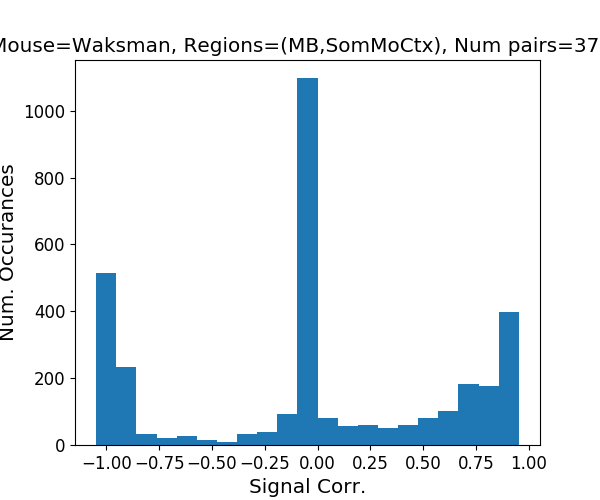 Mouse=Waksman, Regions=(MB,SomMoCtx), Num pairs=37
Num. Occurances
1000
800
600
400
200
0
−1.00 −0.75 −0.50 −0.25 0.00 0.25 0.50 0.75 1.00
Signal Corr.